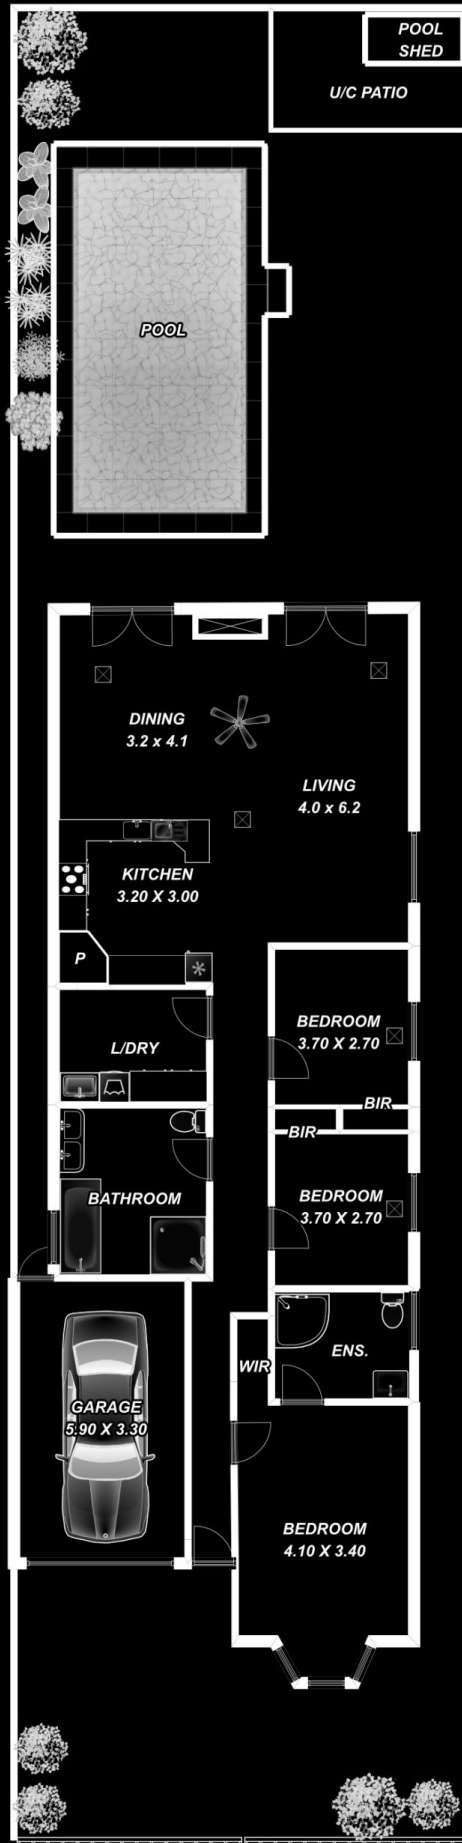 POOL
SHED
U/C PATIO
POOL
DINING
3.2 x 4.1
LIVING
4.0 x 6.2
KITCHEN
3.20 X 3.00
P
BEDROOM
3.70 X 2.70
L/DRY
BIR
BIR
BEDROOM
3.70 X 2.70
BATHROOM
ENS.
WIR
GARAGE
5.90 X 3.30
BEDROOM
4.10 X 3.40